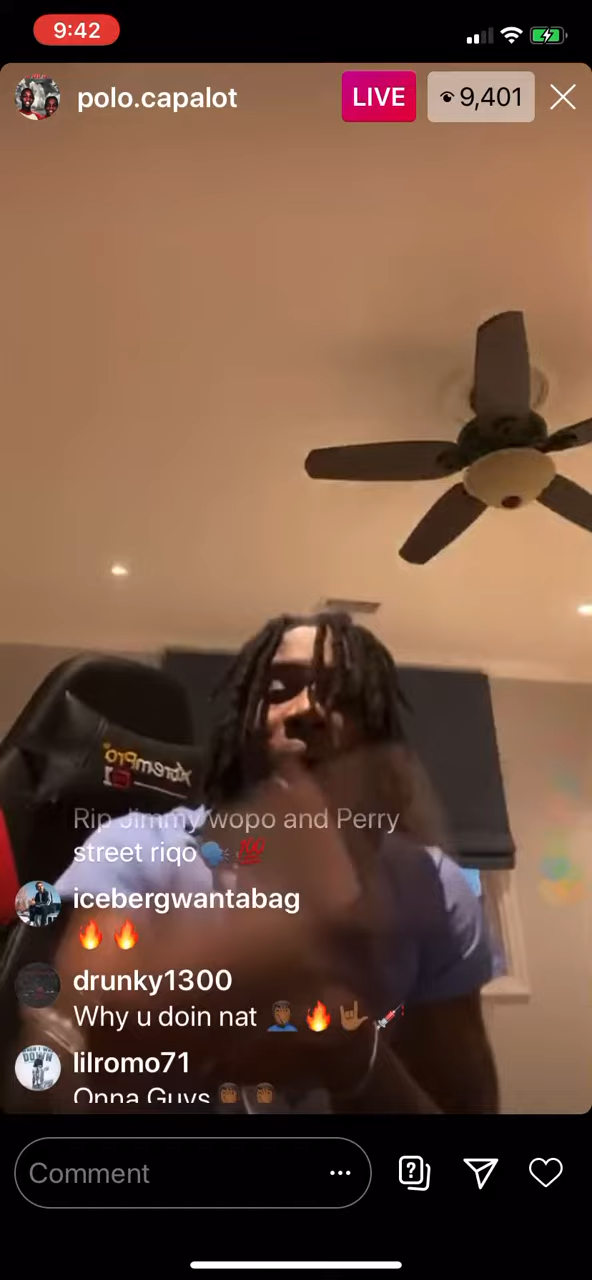 9:42
polo.capalot
LIVE
9,401
XtremPro
Rip Jimmy wopo and Perry
street riqo 🗣️💯
icebergwantabag
🔥 🔥
drunky1300
Why u doin nat 🤦🏾‍♂️🔥🤟🏾💉
lilromo71
Onna Guys
Comment